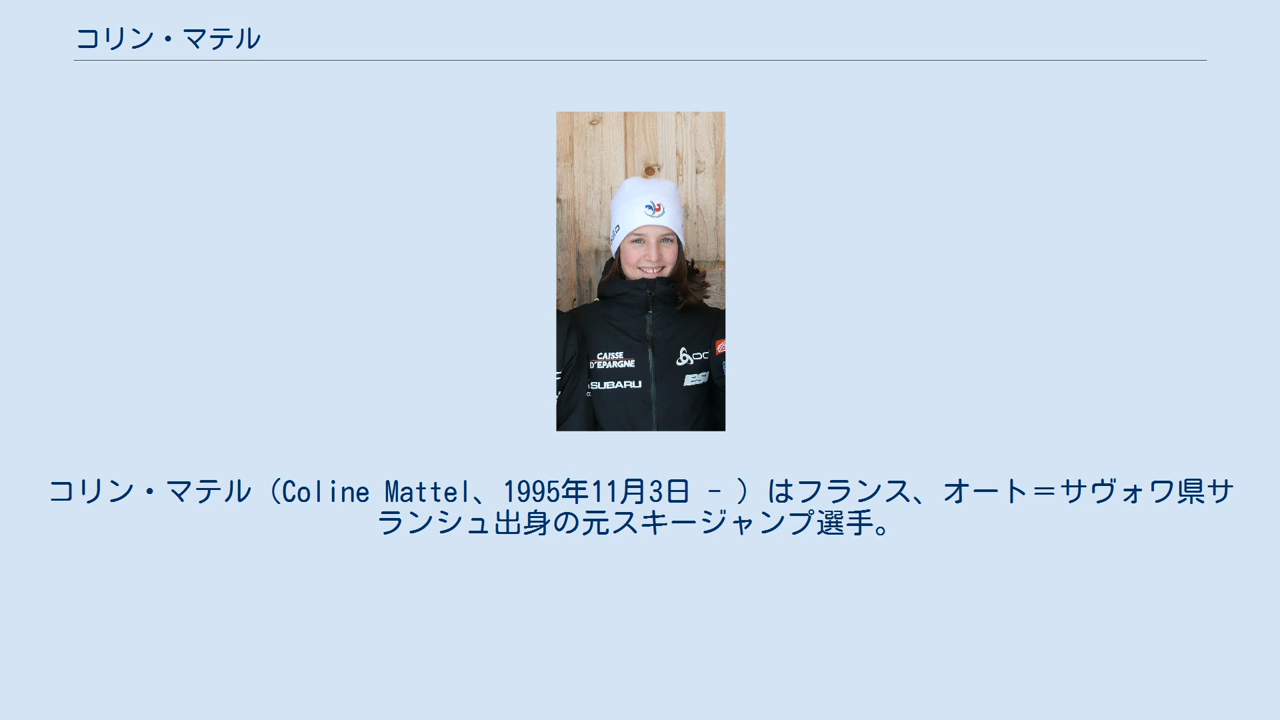 コリン・マテル
CAISSE
D'EPARGNE
SUBARU
コリン・マテル（Coline Mattel、1995年11月3日 - ）はフランス、オート＝サヴォワ県サ
ランシュ出身の元スキージャンプ選手。